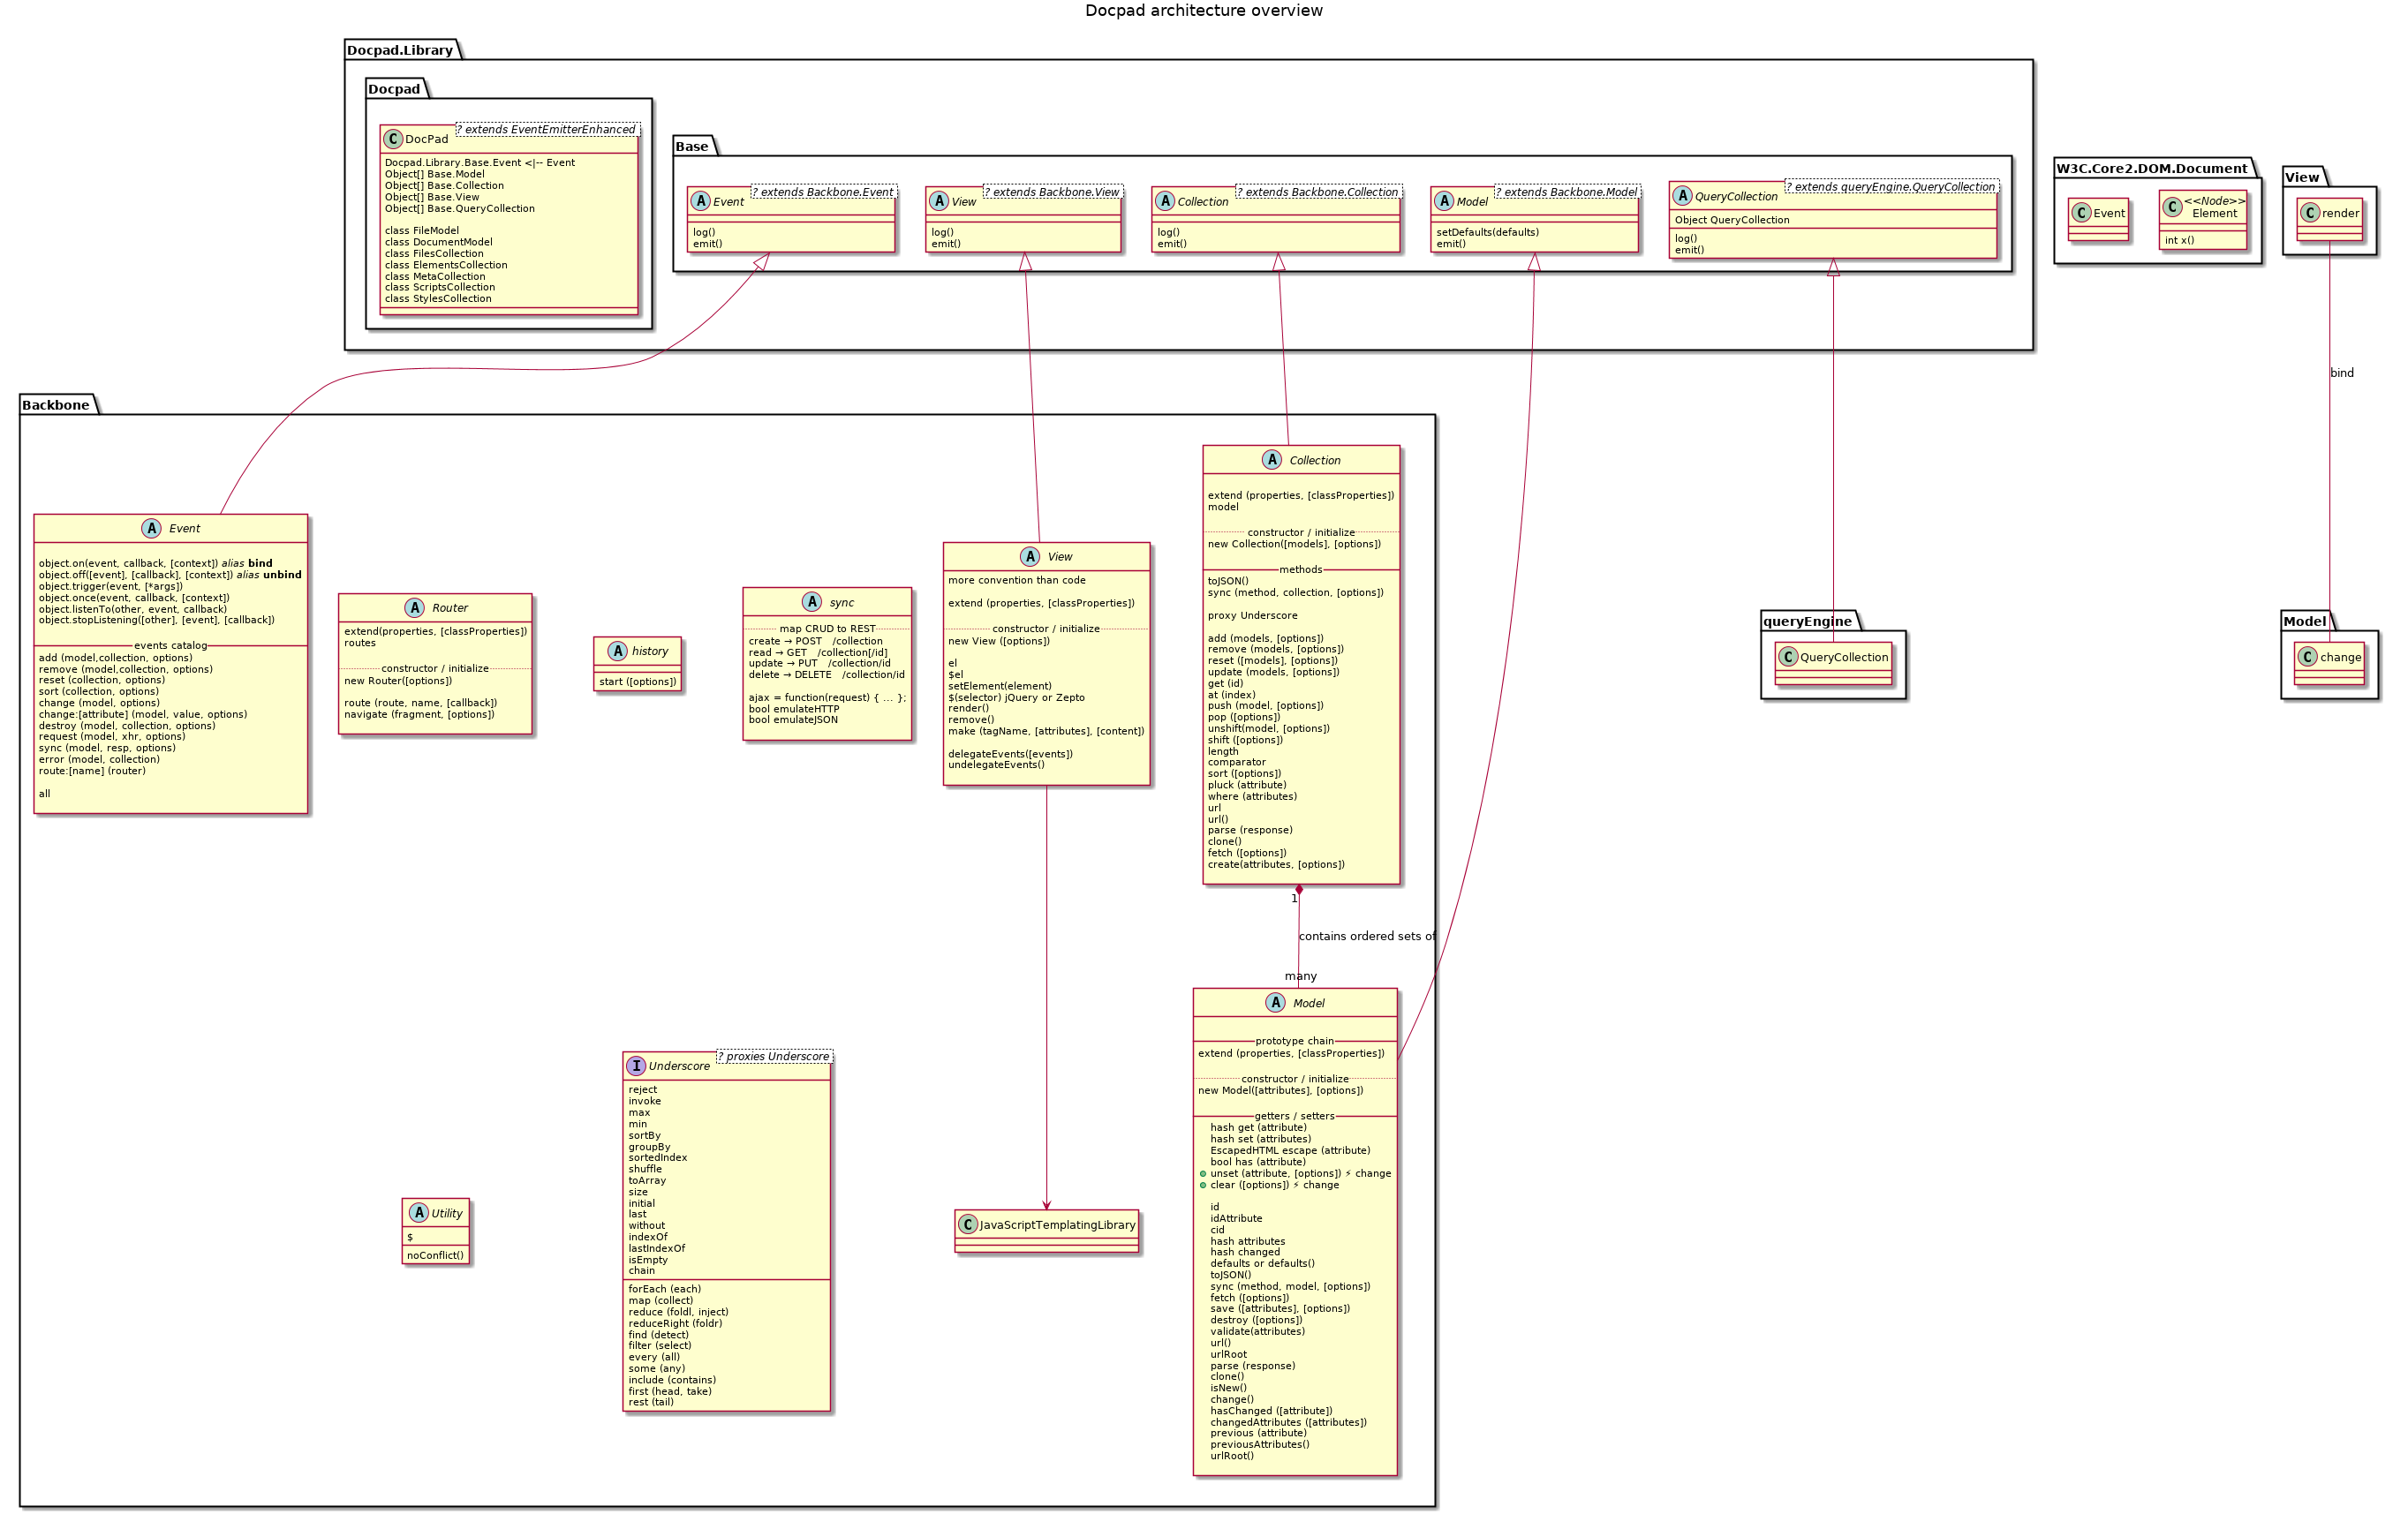 Docpad architecture overview
Docpad.Library
Docpad
C DocPad
? extends EventEmitterEnhanced
Docpad.Library.Base.Event <|-- Event
Object[] Base.Model
Object[] Base.Collection
Object[] Base.View
Object[] Base.QueryCollection
class FileModel
class DocumentModel
class FilesCollection
class ElementsCollection
class MetaCollection
class ScriptsCollection
class StylesCollection
Base
A Event
? extends Backbone.Event
log()
emit()
A View
? extends Backbone.View
log()
emit()
A Collection
? extends Backbone.Collection
log()
emit()
A Model
? extends Backbone.Model
setDefaults(defaults)
emit()
A QueryCollection
? extends queryEngine.QueryCollection
Object QueryCollection
log()
emit()
W3C.Core2.DOM.Document
C Event
C <<Node>>
Element
int x()
View
C render
bind
Backbone
A Event
object.on(event, callback, [context]) alias bind
object.off([event], [callback], [context]) alias unbind
object.trigger(event, [*args])
object.once(event, callback, [context])
object.listenTo(other, event, callback)
object.stopListening([other], [event], [callback])
events catalog
add (model,collection, options)
remove (model,collection, options)
reset (collection, options)
sort (collection, options)
change (model, options)
change:[attribute] (model, value, options)
destroy (model, collection, options)
request (model, xhr, options)
sync (model, resp, options)
error (model, collection)
route:[name] (router)
all
A Router
extend(properties, [classProperties])
routes
constructor / initialize
new Router([options])
route (route, name, [callback])
navigate (fragment, [options])
A history
start ([options])
A sync
map CRUD to REST
create → POST /collection
read → GET /collection[/id]
update → PUT /collection/id
delete → DELETE /collection/id
ajax = function(request) { ... };
bool emulateHTTP
bool emulateJSON
A View
more convention than code
extend (properties, [classProperties])
constructor / initialize
new View ([options])
el
$el
setElement(element)
$(selector) jQuery or Zepto
render()
remove()
make (tagName, [attributes], [content])
delegateEvents([events])
undelegateEvents()
A Collection
extend (properties, [classProperties])
model
constructor / initialize
new Collection([models], [options])
methods
toJSON()
sync (method, collection, [options])
proxy Underscore
add (models, [options])
remove (models, [options])
reset ([models], [options])
update (models, [options])
get (id)
at (index)
push (model, [options])
pop ([options])
unshift(model, [options])
shift ([options])
length
comparator
sort ([options])
pluck (attribute)
where (attributes)
url
url()
parse (response)
clone()
fetch ([options])
create(attributes, [options])
1
contains ordered sets of
many
queryEngine
C QueryCollection
Model
C change
A Utility
$
noConflict()
I Underscore
? proxies Underscore
reject
invoke
max
min
sortBy
groupBy
sortedIndex
shuffle
toArray
size
initial
last
without
indexOf
lastIndexOf
isEmpty
chain
forEach (each)
map (collect)
reduce (foldl, inject)
reduceRight (foldr)
find (detect)
filter (select)
every (all)
some (any)
include (contains)
first (head, take)
rest (tail)
C JavaScriptTemplatingLibrary
A Model
prototype chain
extend (properties, [classProperties])
constructor / initialize
new Model([attributes], [options])
getters / setters
hash get (attribute)
hash set (attributes)
EscapedHTML escape (attribute)
bool has (attribute)
unset (attribute, [options]) ⚡ change
clear ([options]) ⚡ change
id
idAttribute
cid
hash attributes
hash changed
defaults or defaults()
toJSON()
sync (method, model, [options])
fetch ([options])
save ([attributes], [options])
destroy ([options])
validate(attributes)
url()
urlRoot
parse (response)
clone()
isNew()
change()
hasChanged ([attribute])
changedAttributes ([attributes])
previous (attribute)
previousAttributes()
urlRoot()